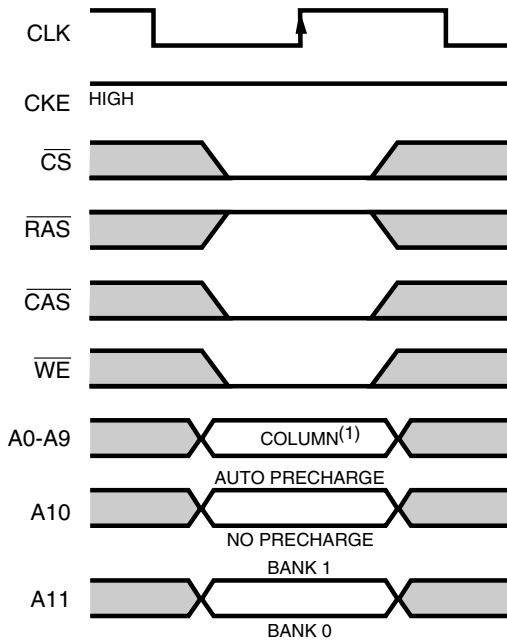 CLK
CKE HIGH
CS
RAS
CAS
WE
A0-A9 COLUMN(1)
AUTO PRECHARGE
A10
NO PRECHARGE
BANK 1
A11
BANK 0